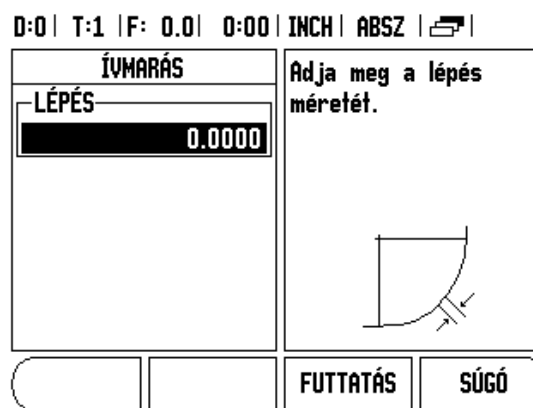 D:0 | T:1 | F: 0.0 | 0:00 | INCH | ABSZ |
ÍVMARÁS
LÉPÉS
0.0000
Adja meg a lépés
méretét.
FUTTATÁS
SÚGÓ